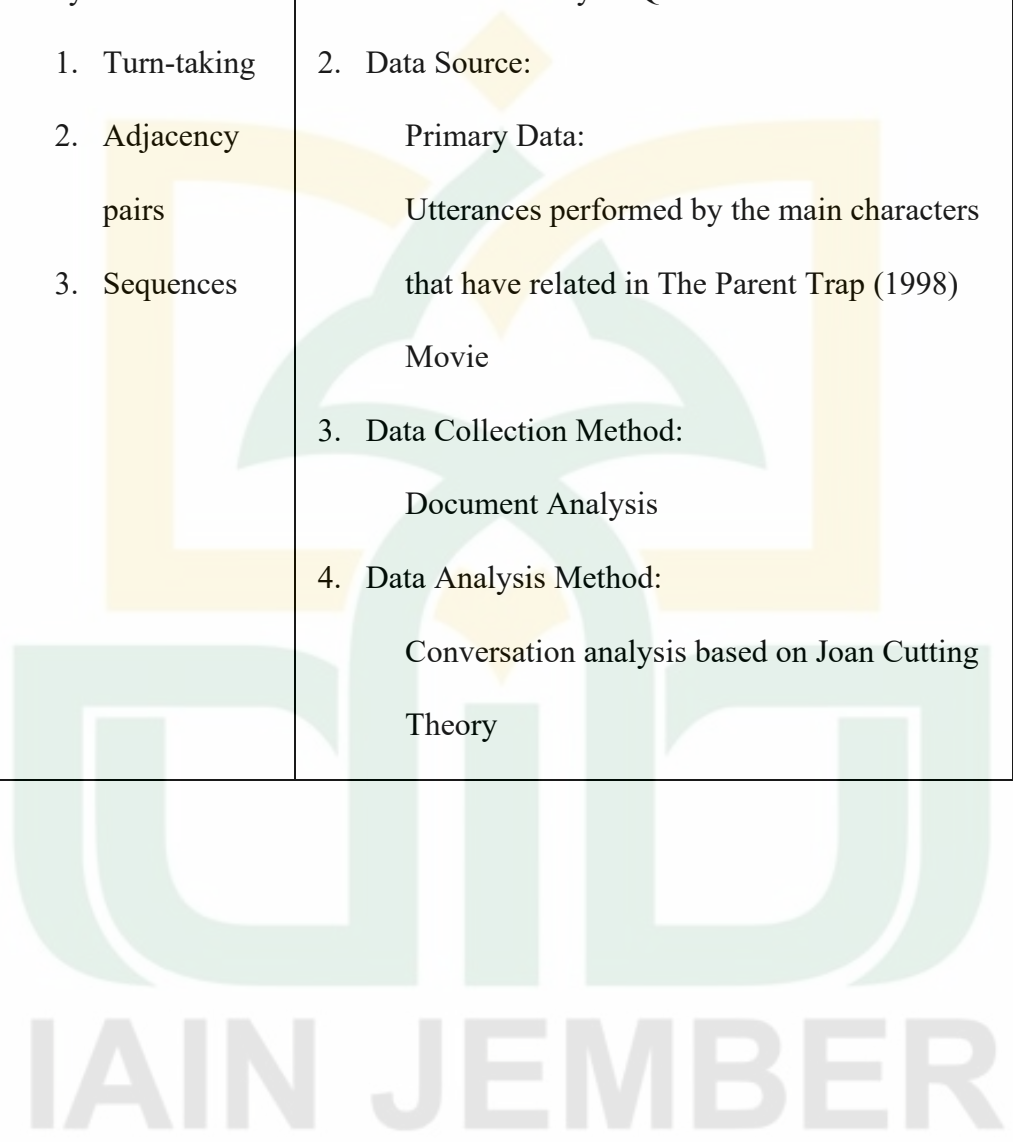 1. Turn-taking
2. Adjacency
pairs
3. Sequences
2. Data Source:
Primary Data:
Utterances performed by the main characters
that have related in The Parent Trap (1998)
Movie
3. Data Collection Method:
Document Analysis
4. Data Analysis Method:
Conversation analysis based on Joan Cutting
Theory
IAIN JEMBER